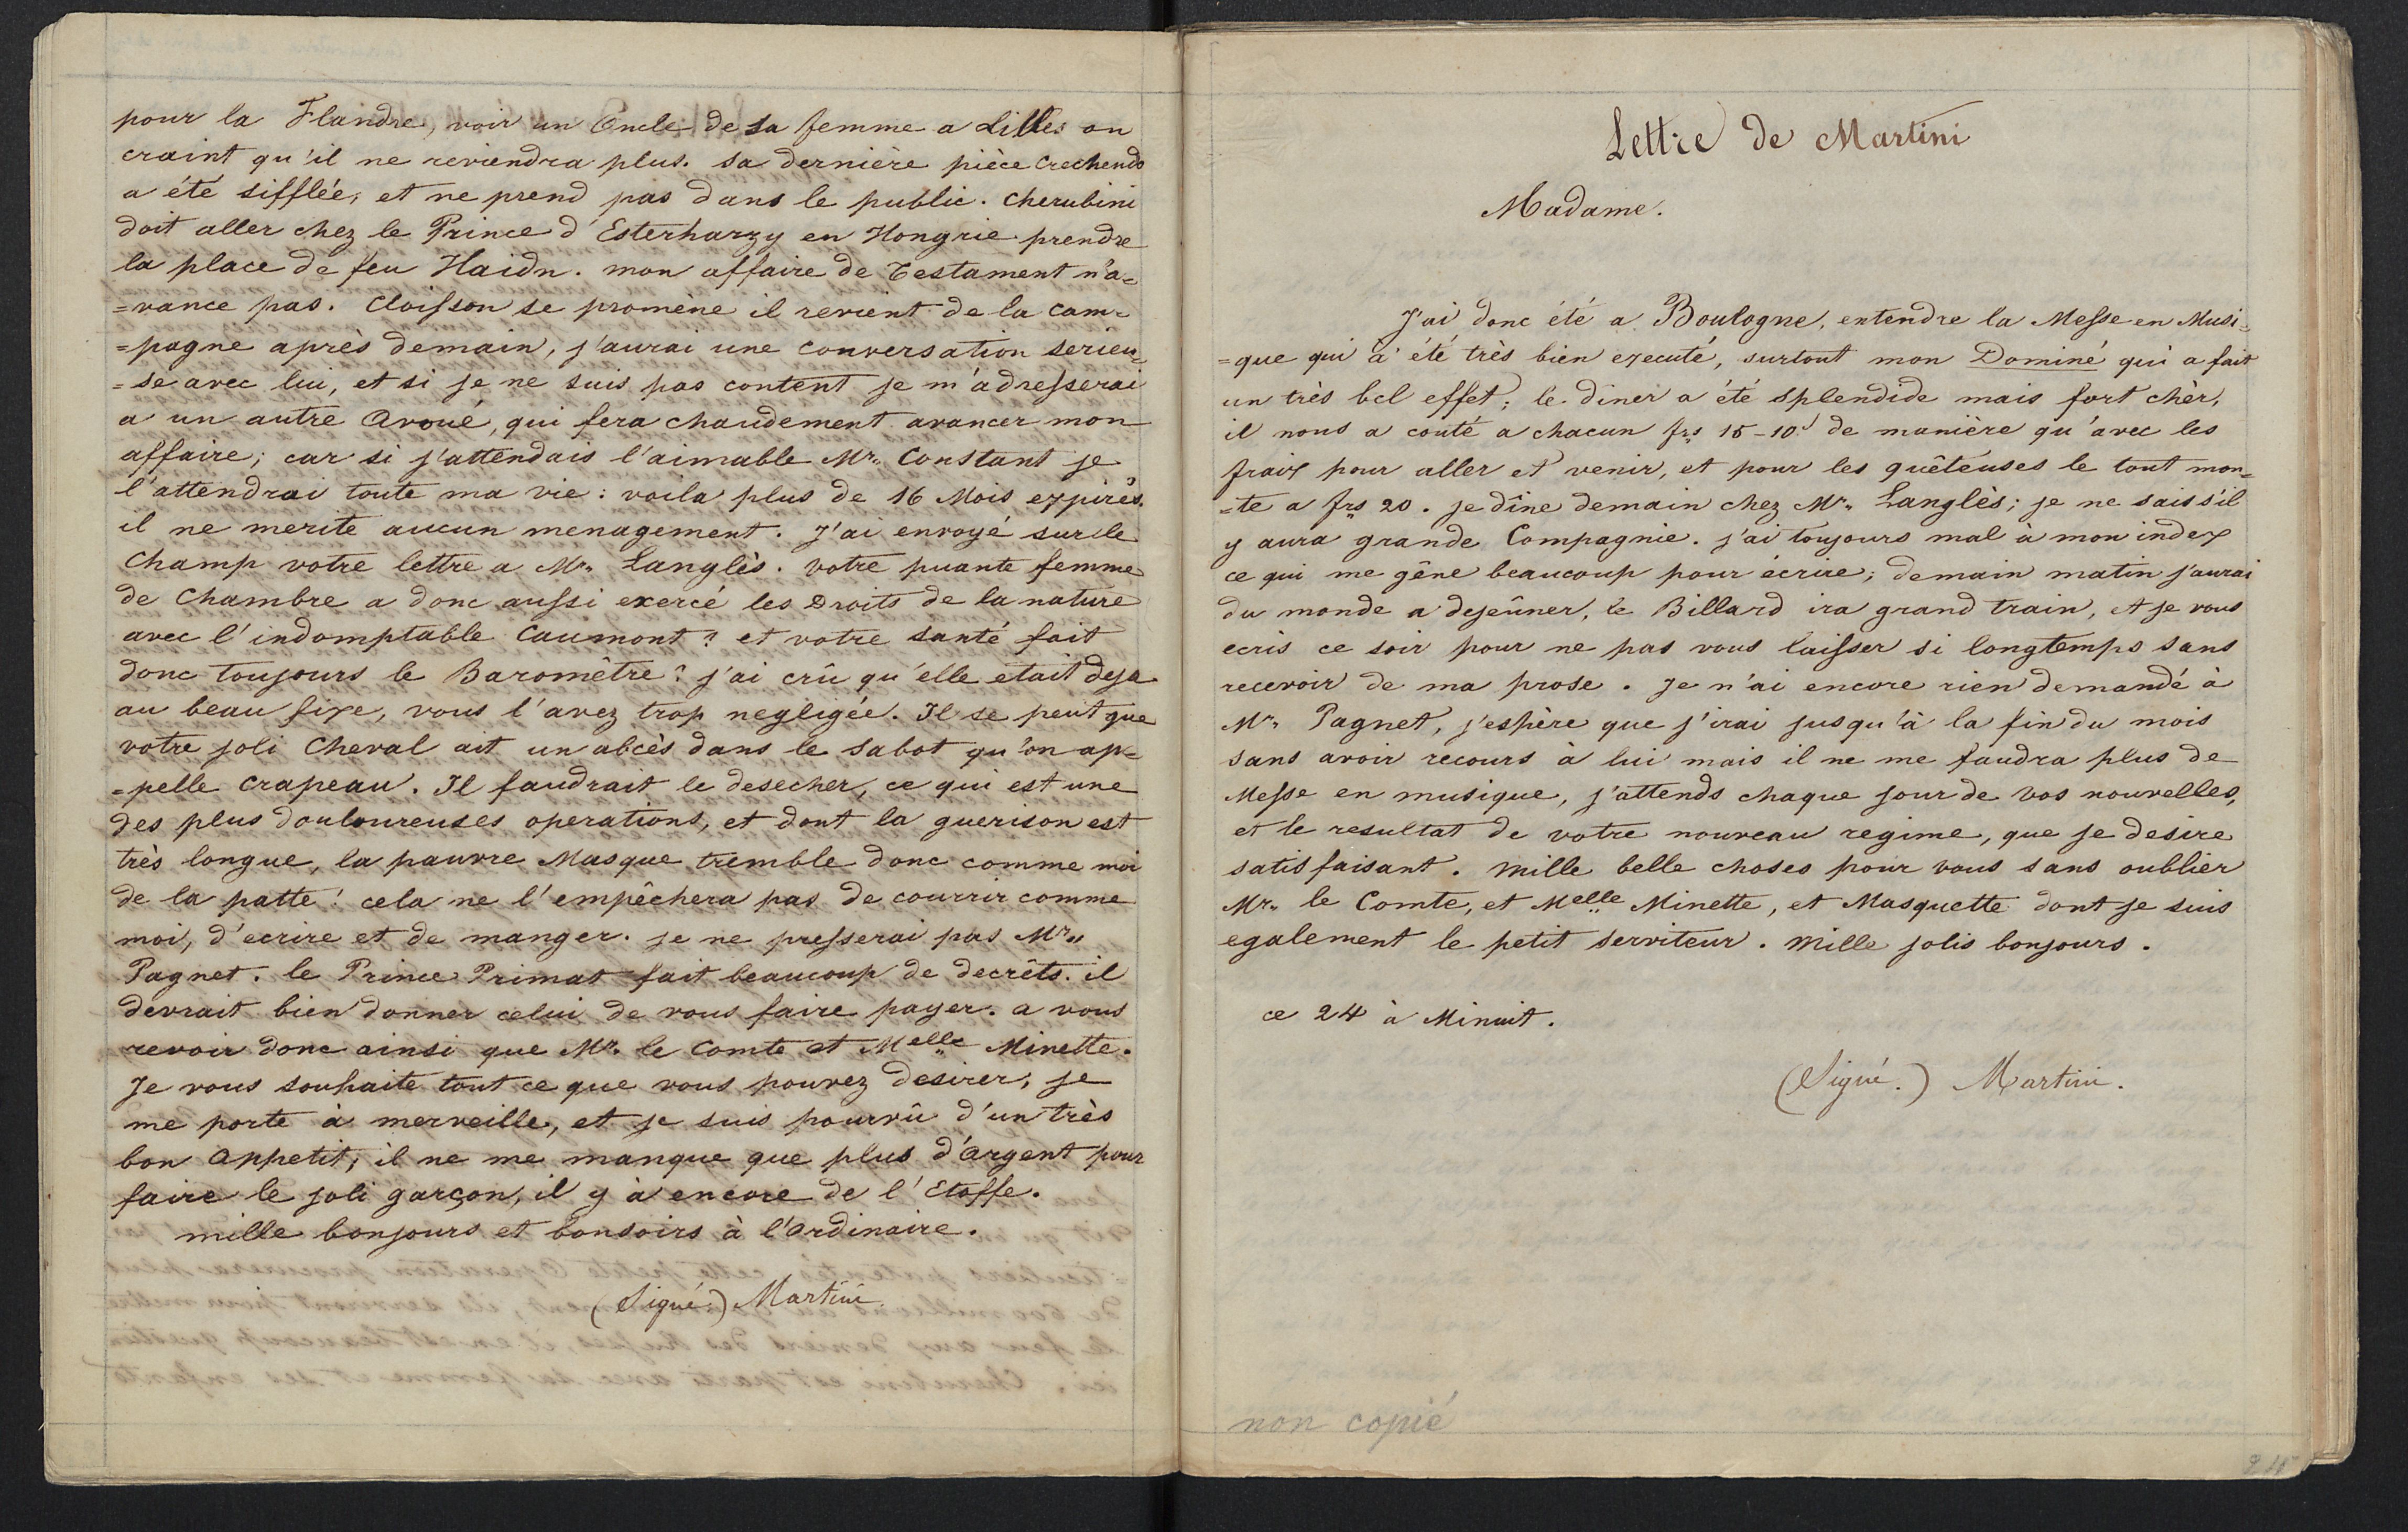 pour la Flandre, voir un Oncle de sa femme a Lilles on
craint qu'il ne reviendra plus. sa dernière pièce Crechendo
a été sifflée, et ne prend pas dans le public. Cherubini
doit aller chez le Prince d'Esterharzy en Hongrie prendre
la place de feu Haidn. mon affaire de Testament n'a=
=vance pas. Cloisson se promène il revient de la cam=
=pagne après demain, j'aurai une conversation serieu=
=se avec lui, et si je ne suis pas content je m'adresserai
a un autre Avoué, qui fera chaudement avancer mon
affaire; car si j'attendais l'aimable Mr. Constant je
l'attendrai toute ma vie: voila plus de 16 Mois expirés.
il ne merite aucun menagement. J'ai envoyé sur le
Champ votre lettre a Mr. Langlès. votre puante femme
de Chambre a donc aussi exercé les Droits de la nature
avec l'indomptable Caumont? et votre santé fait
donc toujours le Baromêtre? j'ai crû qu'elle etait deja
au beau fixe, vous l'avez trop negligée. Il se peut que
votre joli Cheval ait un abcès dans le sabot qu'on ap=
=pelle Crapeau. Il faudrait le desecher, ce qui est une
des plus douloureuses operations, et dont la guerison est
très longue, la pauvre Masque tremble donc comme moi
de la patte! cela ne l'empêchera pas de courrir comme
moi, d'ecrire et de manger. je ne presserai pas Mr.
Pagnet. le Prince Primat fait beaucoup de decrêts. il
devrait bien donner celui de vous faire payer. a vous
revoir donc ainsi que Mr. le Comte et Melle Minette.
Je vous souhaite tout ce que vous pouvez desirer, je
me porte à merveille, et je suis pourvû d'un très
bon Appetit, il ne me manque que plus d'Argent pour
faire le joli garçon, il y à encore de l'Etoffe.
mille bonjours et bonsoirs à l'Ordinaire.
(Signé.) Martini.
Lettre de Martini
Madame.
J'ai donc été a Boulogne, entendre la Messe en Musi=
=que qui à été très bien executé, surtout mon Dominé qui a fait
un très bel effet; le diner a été splendide mais fort chèr,
il nous a couté a chacun frs 15-10s de manière qu'avec les
fraix pour aller et venir, et pour les quêteuses le tout mon=
=te a frs 20. je dîne demain chez Mr. Langlès; je ne sais s'il
y aura grande Compagnie. j'ai toujours mal à mon index
ce qui me gêne beaucoup pour écrire; demain matin j'aurai
du monde a dejeûner, le Billard ira grand train, et je vous
ecris ce soir pour ne pas vous laisser si longtemps sans
recevoir de ma prose. Je n'ai encore rien demandé à
Mr. Pagnet, j'espère que j'irai jusqu'à la fin du mois
sans avoir recours à lui mais il ne me faudra plus de
Messe en musique, j'attends chaque jour de vos nouvelles,
et le resultat de votre nouveau regime, que je desire
satisfaisant. mille belle choses pour vous sans oublier
Mr. le Comte, et Melle Minette, et Masquette dont je suis
egalement le petit serviteur. mille jolis bonjours.
ce 24 à Minuit.
(Signé.) Martini.
non copié